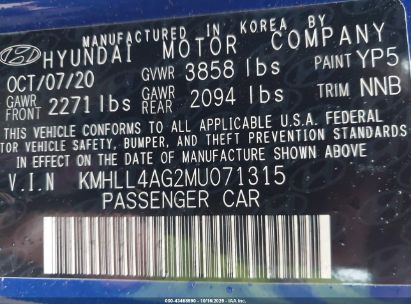 MANUFACTURED IN KOREA BY
HYUNDAI MOTOR COMPANY
OCT/07/20 GVWR 3858 lbs PAINT YP5
GAWR FRONT 2271 lbs GAWR REAR 2094 lbs TRIM NNB
THIS VEHICLE CONFORMS TO ALL APPLICABLE U.S.A FEDERAL
MOTOR VEHICLE SAFETY, BUMPER, AND THEFT PREVENTION STANDARDS
IN EFFECT ON THE DATE OF MANUFACTURE SHOWN ABOVE.
V.I.N KMHLL4AG2MU071315
PASSENGER CAR